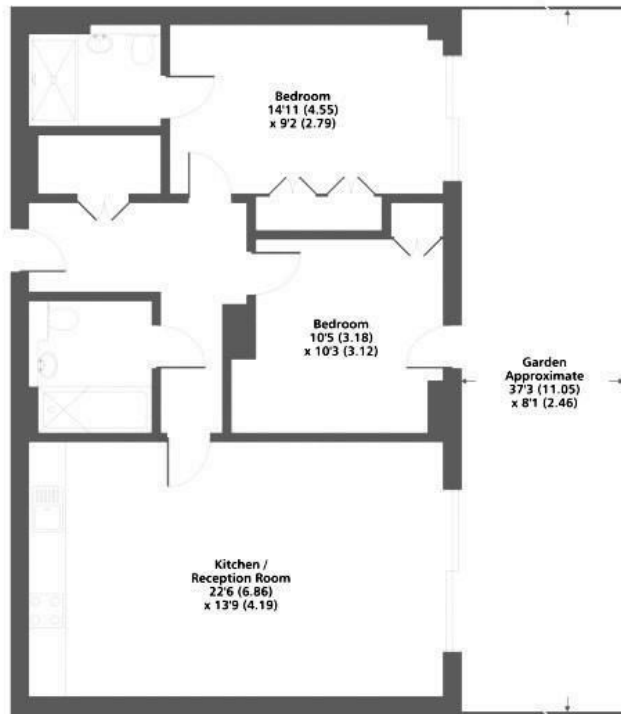 Bedroom
14'11 (4.55)
x 9'2 (2.79)
Bedroom
10'5 (3.18)
x 10'3 (3.12)
Garden
Approximate
37'3 (11.05)
x 8'1 (2.46)
Kitchen /
Reception Room
22'6 (6.86)
x 13'9 (4.19)